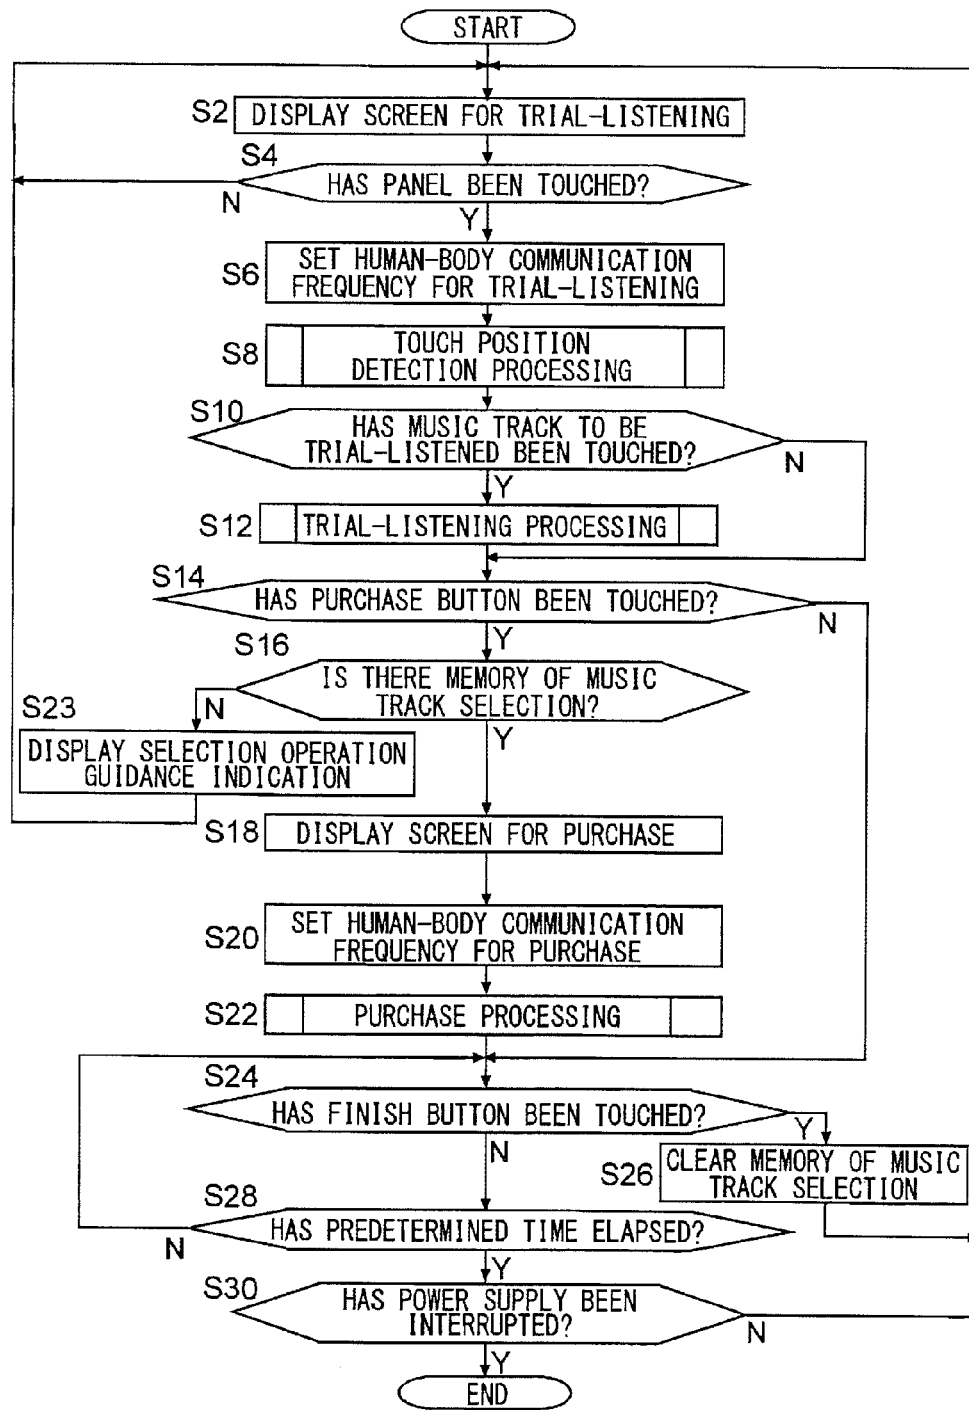 START
S2
DISPLAY SCREEN FOR TRIAL-LISTENING
S4
HAS PANEL BEEN TOUCHED?
N
Y
S6
SET HUMAN-BODY COMMUNICATION
FREQUENCY FOR TRIAL-LISTENING
S8
TOUCH POSITION
DETECTION PROCESSING
S10
HAS MUSIC TRACK TO BE
TRIAL-LISTENED BEEN TOUCHED?
N
Y
S12
TRIAL-LISTENING PROCESSING
S14
HAS PURCHASE BUTTON BEEN TOUCHED?
N
Y
S16
IS THERE MEMORY OF MUSIC
TRACK SELECTION?
N
Y
S23
DISPLAY SELECTION OPERATION
GUIDANCE INDICATION
S18
DISPLAY SCREEN FOR PURCHASE
S20
SET HUMAN-BODY COMMUNICATION
FREQUENCY FOR PURCHASE
S22
PURCHASE PROCESSING
S24
HAS FINISH BUTTON BEEN TOUCHED?
Y
N
S26
CLEAR MEMORY OF MUSIC
TRACK SELECTION
S28
HAS PREDETERMINED TIME ELAPSED?
N
Y
S30
HAS POWER SUPPLY BEEN
INTERRUPTED?
N
Y
END